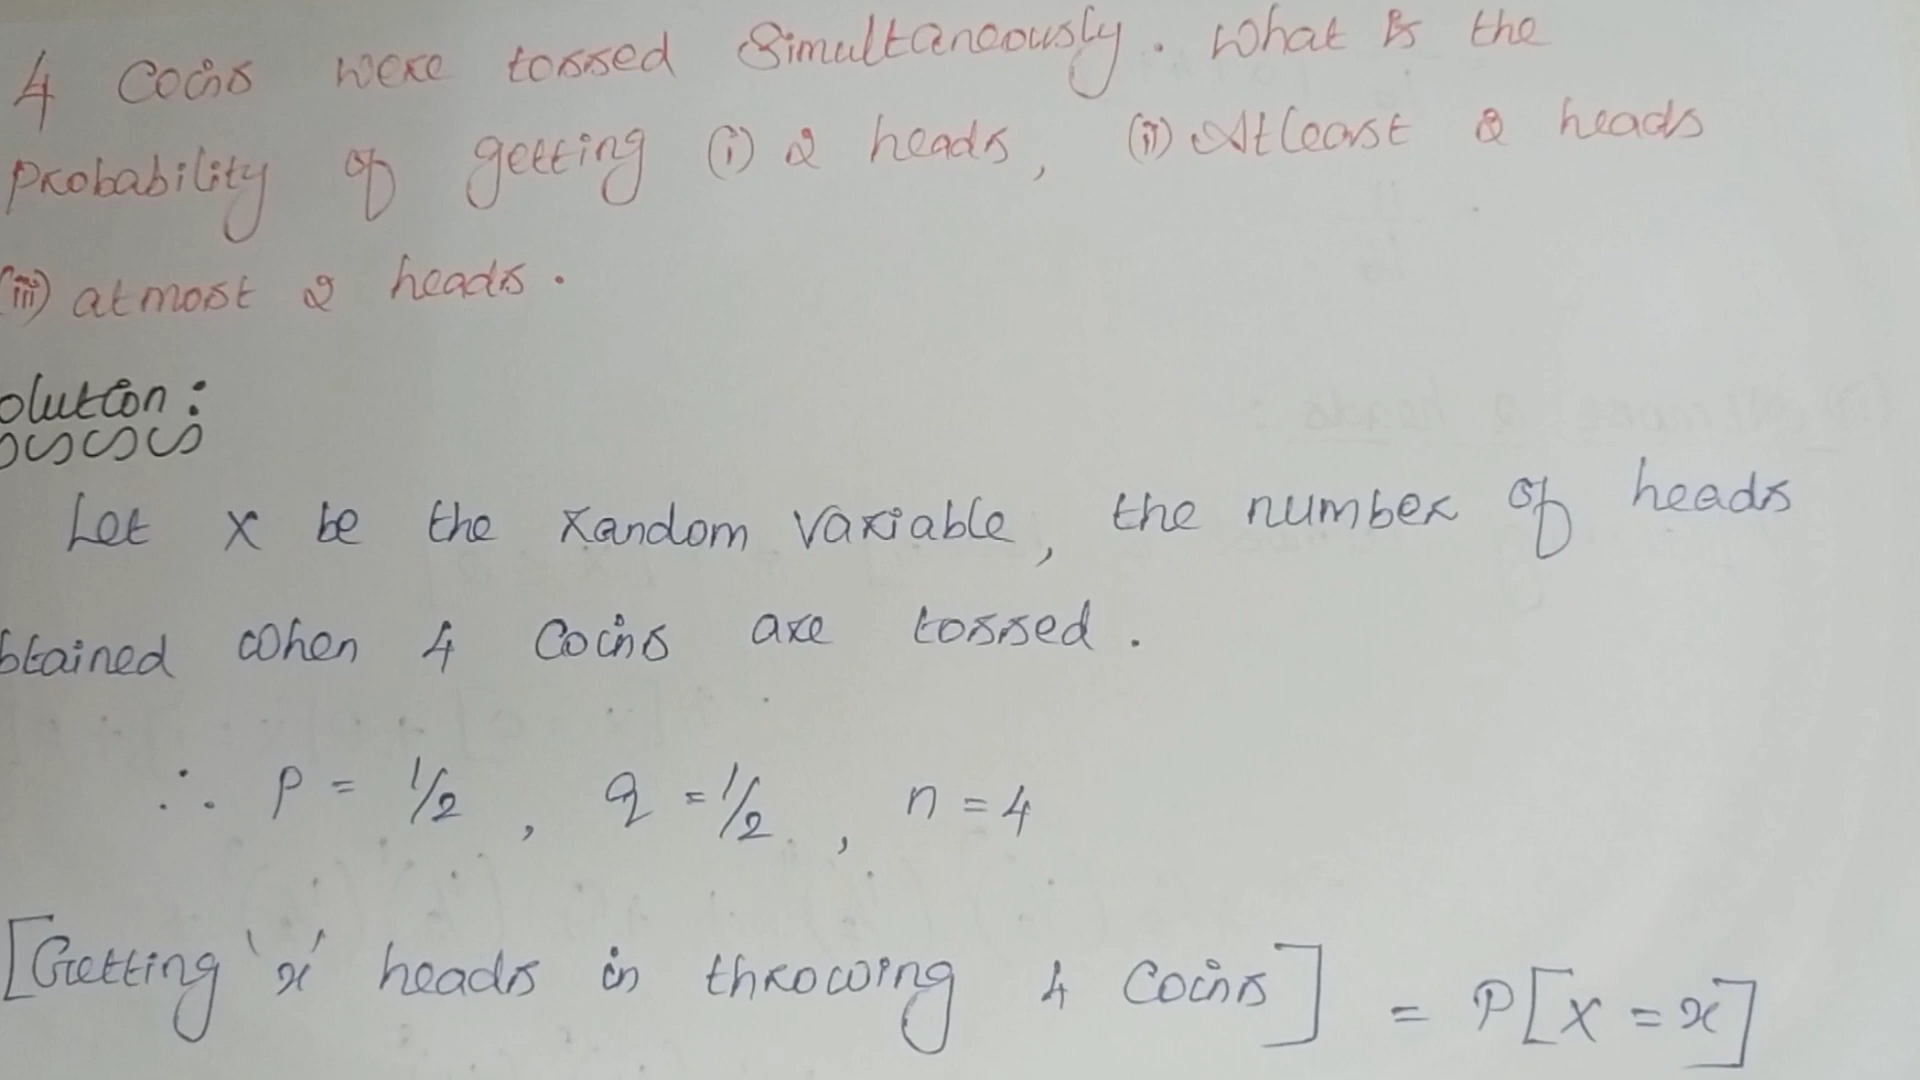 4 Coins were tossed Simultaneously. What is the
Probability of getting (i) 2 heads, (ii) Atleast 2 heads
(iii) atmost 2 heads.
olution:
Let X be the random variable, the number of heads
btained when 4 Coins are tossed.
∴ P = 1/2, q = 1/2, n = 4
[Getting 'x' heads in throwing 4 Coins] = P[X = x]